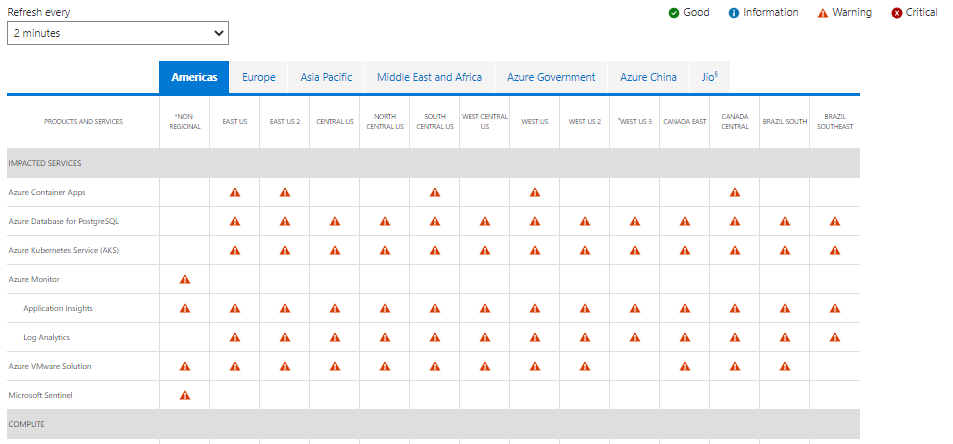 Refresh every
2 minutes
Good Information Warning Critical
Americas Europe Asia Pacific Middle East and Africa Azure Government Azure China Jio§
PRODUCTS AND SERVICES
*NON-
REGIONAL
EAST US
EAST US 2
CENTRAL US
NORTH
CENTRAL US
SOUTH
CENTRAL US
WEST CENTRAL
US
WEST US
WEST US 2
WEST US 3
CANADA EAST
CANADA
CENTRAL
BRAZIL SOUTH
BRAZIL
SOUTHEAST
IMPACTED SERVICES
Azure Container Apps
Azure Database for PostgreSQL
Azure Kubernetes Service (AKS)
Azure Monitor
Application Insights
Log Analytics
Azure VMware Solution
Microsoft Sentinel
COMPUTE